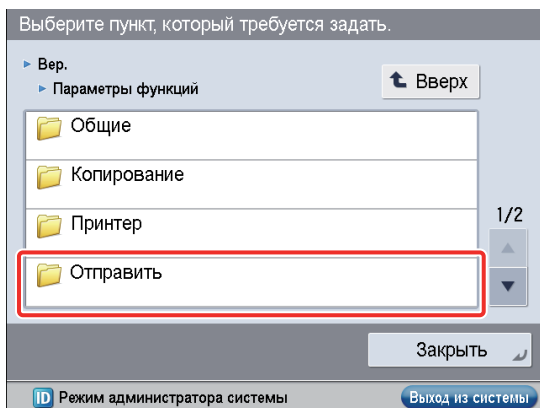 Выберите пункт, который требуется задать.
Вер.
Параметры функций
Вверх
Общие
Копирование
Принтер
Отправить
1/2
Закрыть
ID Режим администратора системы
Выход из системы